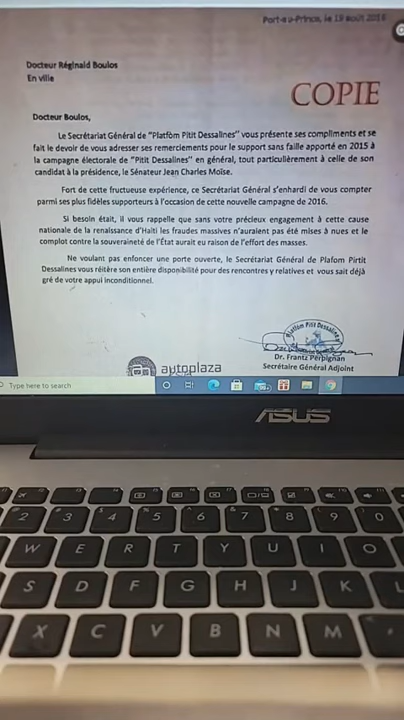 Port-au-Prince, le 19 août 2016
Docteur Réginald Boulos
En ville
COPIE
Docteur Boulos,
Le Secrétariat Général de "Platfòm Pitit Dessalines" vous présente ses compliments et se
fait le devoir de vous adresser ses remerciements pour le support sans faille apporté en 2015 à
la campagne électorale de "Pitit Dessalines" en général, tout particulièrement à celle de son
candidat à la présidence, le Sénateur Jean Charles Moïse.
Fort de cette fructueuse expérience, ce Secrétariat Général s'enhardi de vous compter
parmi ses plus fidèles supporteurs à l'occasion de cette nouvelle campagne de 2016.
Si besoin était, il vous rappelle que sans votre précieux engagement à cette cause
nationale de la renaissance d'Haïti les fraudes massives n'auraient pas été mises à nues et le
complot contre la souveraineté de l'État aurait eu raison de l'effort des masses.
Ne voulant pas enfoncer une porte ouverte, le Secrétariat Général de Plafom Pirtit
Dessalines vous réitère son entière disponibilité pour des rencontres y relatives et vous sait déjà
gré de votre appui inconditionnel.
Platfòm Pitit Dessalines
Dr. Frantz Perpignan
Secrétaire Général Adjoint
autoplaza
Type here to search
ASUS
2 3 4 5 6 7 8 9 0
W E R T Y U I O
S D F G H J K L
X C V B N M